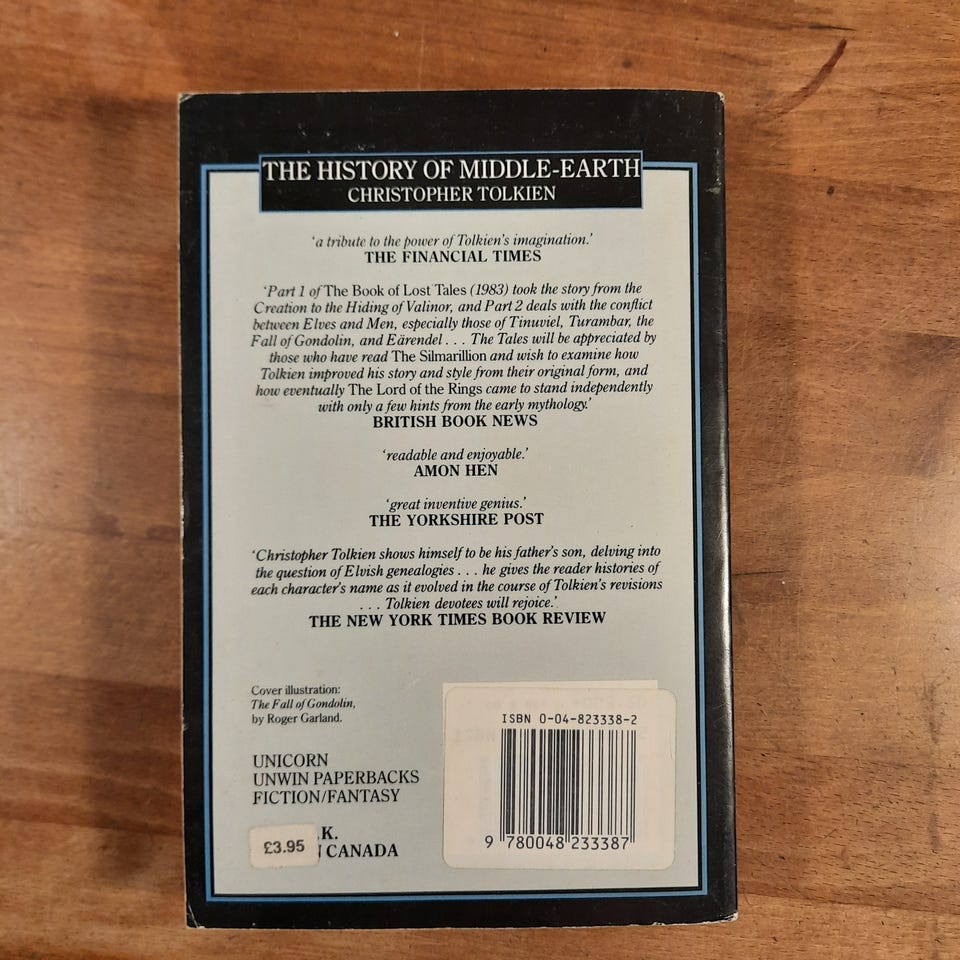 THE HISTORY OF MIDDLE-EARTH
CHRISTOPHER TOLKIEN
‘a tribute to the power of Tolkien's imagination.’
THE FINANCIAL TIMES
‘Part 1 of The Book of Lost Tales (1983) took the story from the
Creation to the Hiding of Valinor, and Part 2 deals with the conflict
between Elves and Men, especially those of Tinuviel, Turambar, the
Fall of Gondolin, and Eärendel . . . The Tales will be appreciated by
those who have read The Silmarillion and wish to examine how
Tolkien improved his story and style from their original form, and
how eventually The Lord of the Rings came to stand independently
with only a few hints from the early mythology.’
BRITISH BOOK NEWS
‘readable and enjoyable.’
AMON HEN
‘great inventive genius.’
THE YORKSHIRE POST
‘Christopher Tolkien shows himself to be his father's son, delving into
the question of Elvish genealogies . . . he gives the reader histories of
each character's name as it evolved in the course of Tolkien's revisions
. . . Tolkien devotees will rejoice.’
THE NEW YORK TIMES BOOK REVIEW
Cover illustration:
The Fall of Gondolin,
by Roger Garland.
UNICORN
UNWIN PAPERBACKS
FICTION/FANTASY
.K.
£3.95
CANADA
ISBN 0-04-823338-2
9 780048 233387